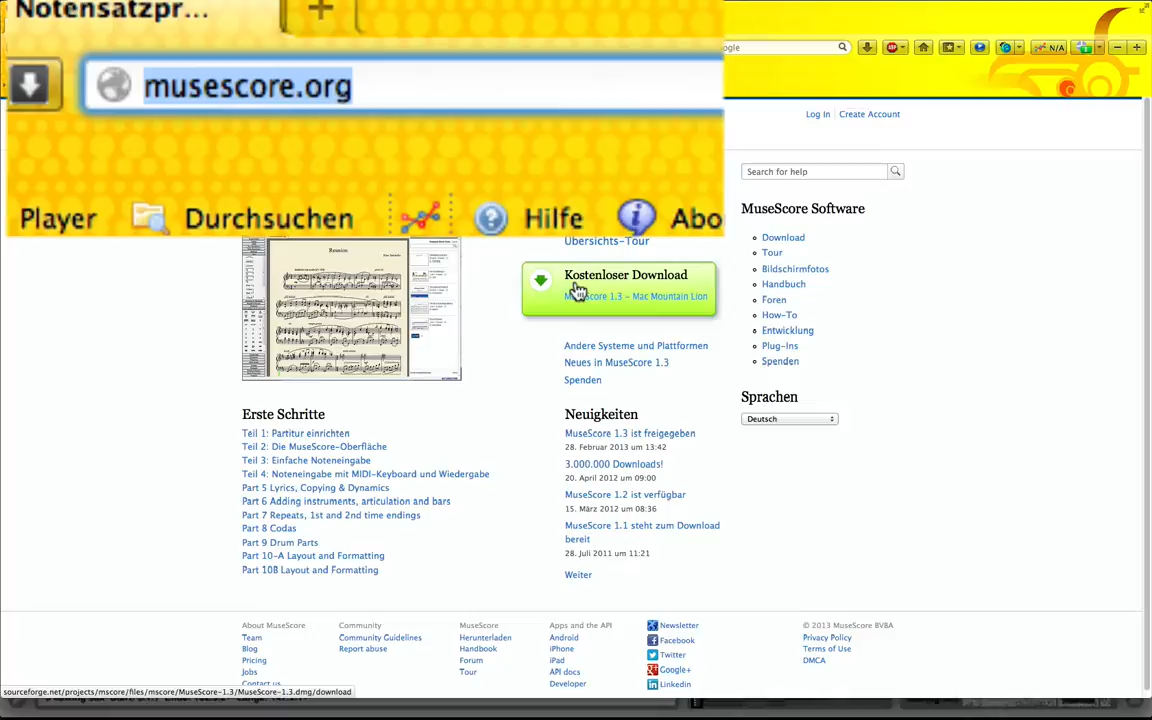 Notensatzpr...
musescore.org
ogle
N/A
Player
Durchsuchen
Hilfe
Abo
Log In
Create Account
Search for help
MuseScore Software
Download
Tour
Bildschirmfotos
Handbuch
Foren
How-To
Entwicklung
Plug-Ins
Spenden
Sprachen
Deutsch
Reunion
Übersichts-Tour
Kostenloser Download
MuseScore 1.3 – Mac Mountain Lion
Andere Systeme und Plattformen
Neues in MuseScore 1.3
Spenden
Erste Schritte
Teil 1: Partitur einrichten
Teil 2: Die MuseScore-Oberfläche
Teil 3: Einfache Noteneingabe
Teil 4: Noteneingabe mit MIDI-Keyboard und Wiedergabe
Part 5 Lyrics, Copying & Dynamics
Part 6 Adding instruments, articulation and bars
Part 7 Repeats, 1st and 2nd time endings
Part 8 Codas
Part 9 Drum Parts
Part 10-A Layout and Formatting
Part 10B Layout and Formatting
Neuigkeiten
MuseScore 1.3 ist freigegeben
28. Februar 2013 um 13:42
3.000.000 Downloads!
20. April 2012 um 09:00
MuseScore 1.2 ist verfügbar
15. März 2012 um 08:36
MuseScore 1.1 steht zum Download
bereit
28. Juli 2011 um 11:21
Weiter
About MuseScore
Team
Blog
Pricing
Jobs
Contact us
Community
Community Guidelines
Report abuse
MuseScore
Herunterladen
Handbook
Forum
Tour
Apps and the API
Android
iPhone
iPad
API docs
Developer
Newsletter
Facebook
Twitter
Google+
Linkedin
© 2013 MuseScore BVBA
Privacy Policy
Terms of Use
DMCA
sourceforge.net/projects/mscore/files/mscore/MuseScore-1.3/MuseScore-1.3.dmg/download